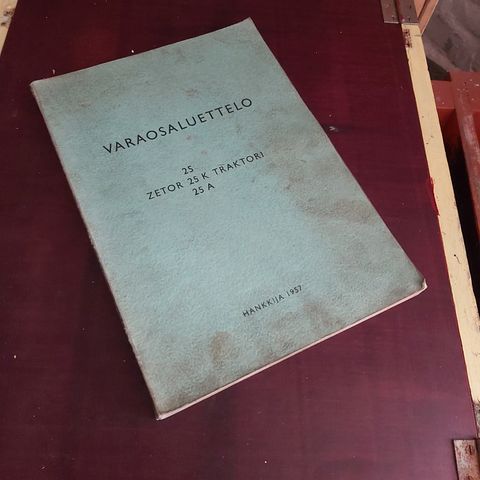 VARAOSALUETTELO
25
ZETOR 25 K TRAKTORI
25 A
HANKKIJA 1957